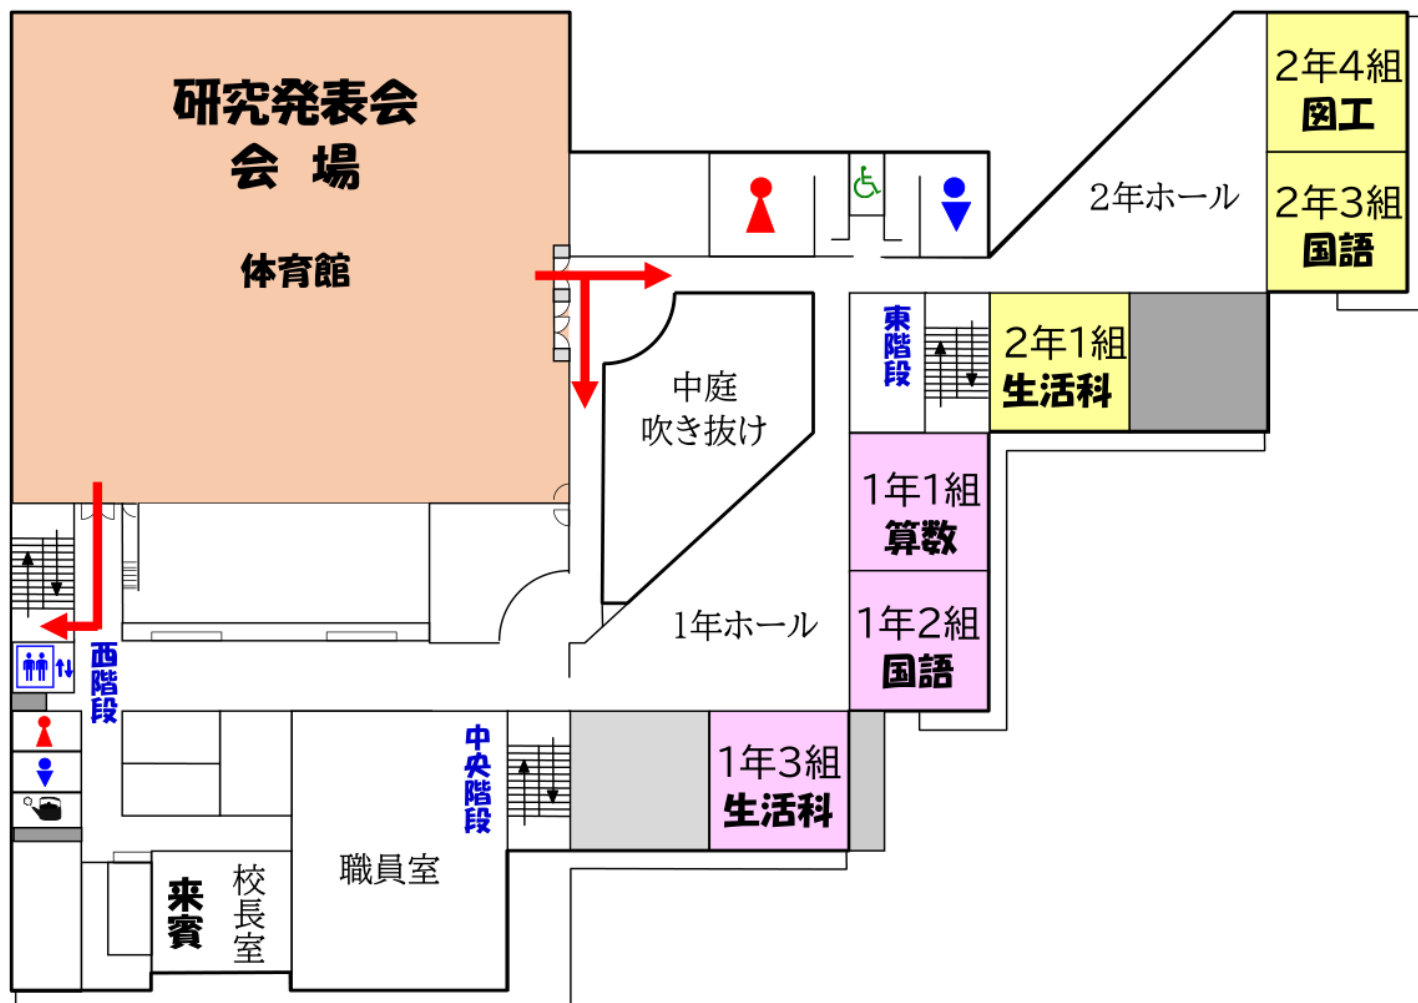 研究発表会
会 場
体育館
2年4組
図工
2年3組
国語
2年ホール
東階段
2年1組
生活科
中庭
吹き抜け
1年1組
算数
1年2組
国語
1年ホール
西階段
中央階段
1年3組
生活科
職員室
校長室
来賓